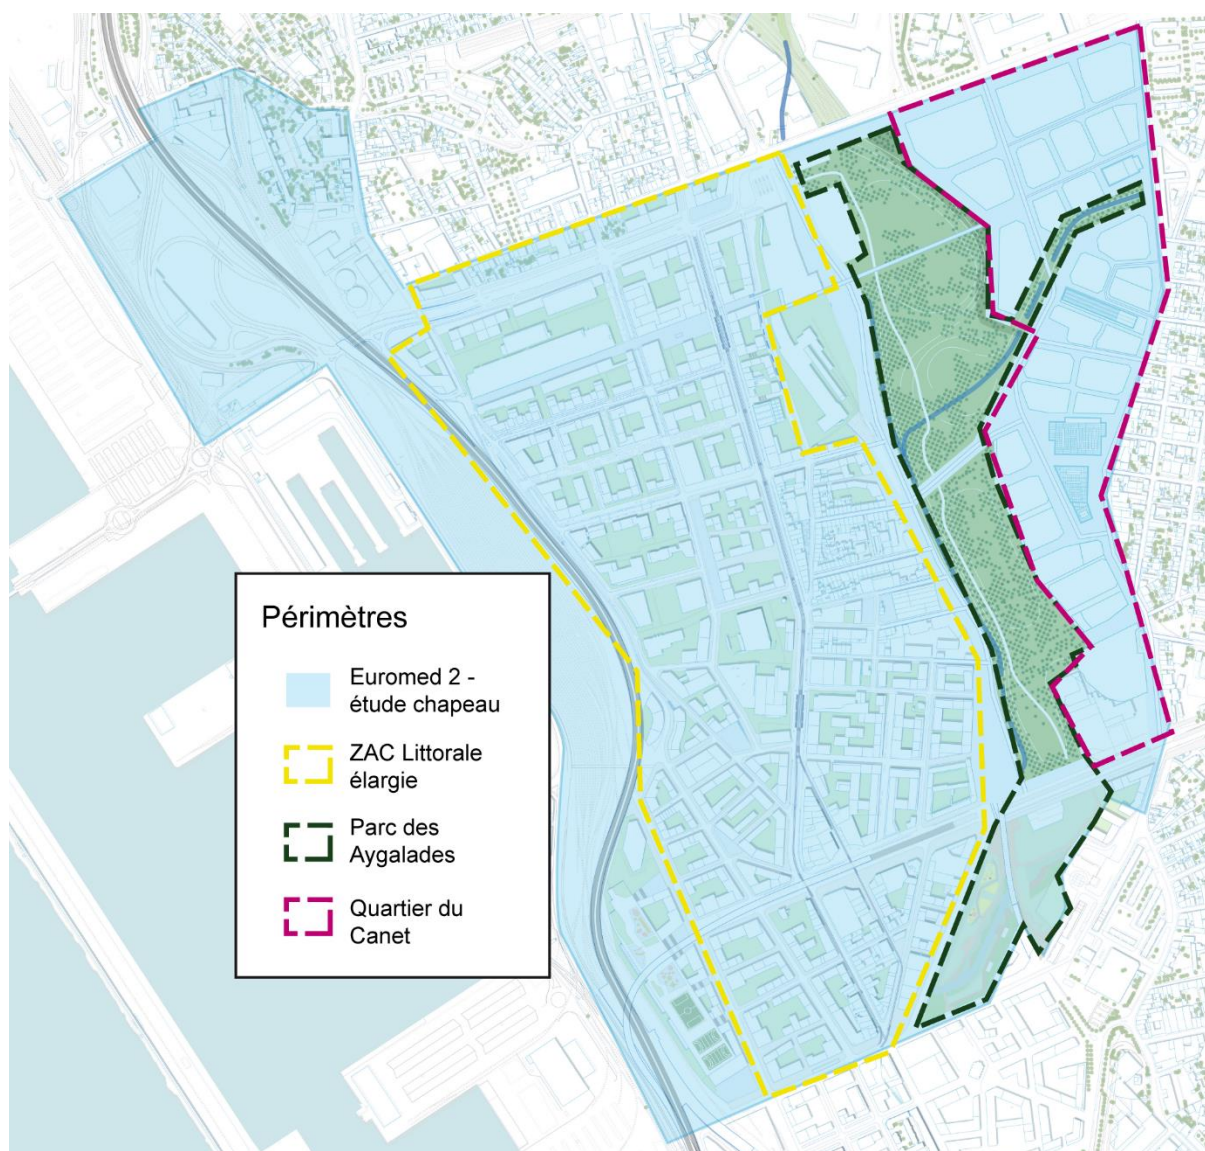 Périmètres
Euromed 2 -
étude chapeau
ZAC Littorale
élargie
Parc des
Aygalades
Quartier du
Canet